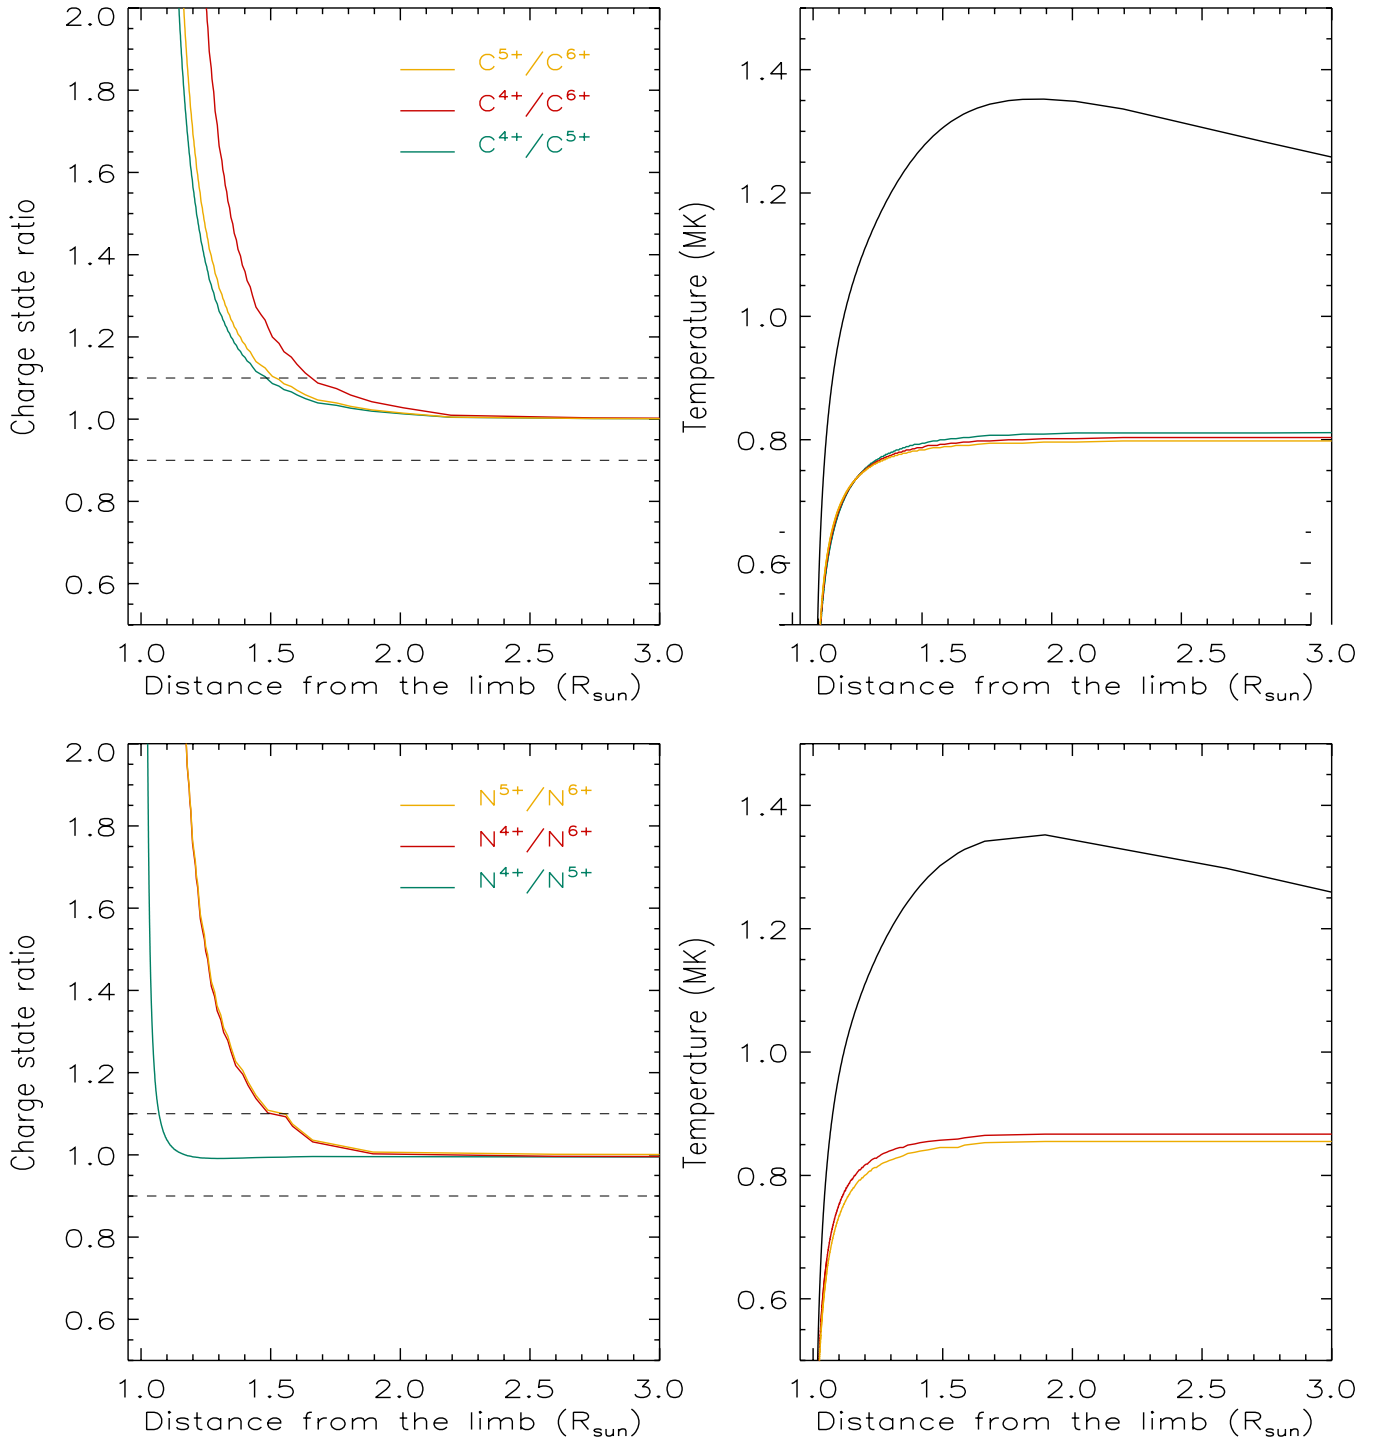 2.0
1.8
1.6
1.4
1.2
1.0
0.8
0.6
Charge state ratio
C⁵⁺/C⁶⁺
C⁴⁺/C⁶⁺
C⁴⁺/C⁵⁺
1.0 1.5 2.0 2.5 3.0
Distance from the limb (R_sun)
1.4
1.2
1.0
0.8
0.6
Temperature (MK)
1.0 1.5 2.0 2.5 3.0
Distance from the limb (R_sun)
2.0
1.8
1.6
1.4
1.2
1.0
0.8
0.6
Charge state ratio
N⁵⁺/N⁶⁺
N⁴⁺/N⁶⁺
N⁴⁺/N⁵⁺
1.0 1.5 2.0 2.5 3.0
Distance from the limb (R_sun)
1.4
1.2
1.0
0.8
0.6
Temperature (MK)
1.0 1.5 2.0 2.5 3.0
Distance from the limb (R_sun)